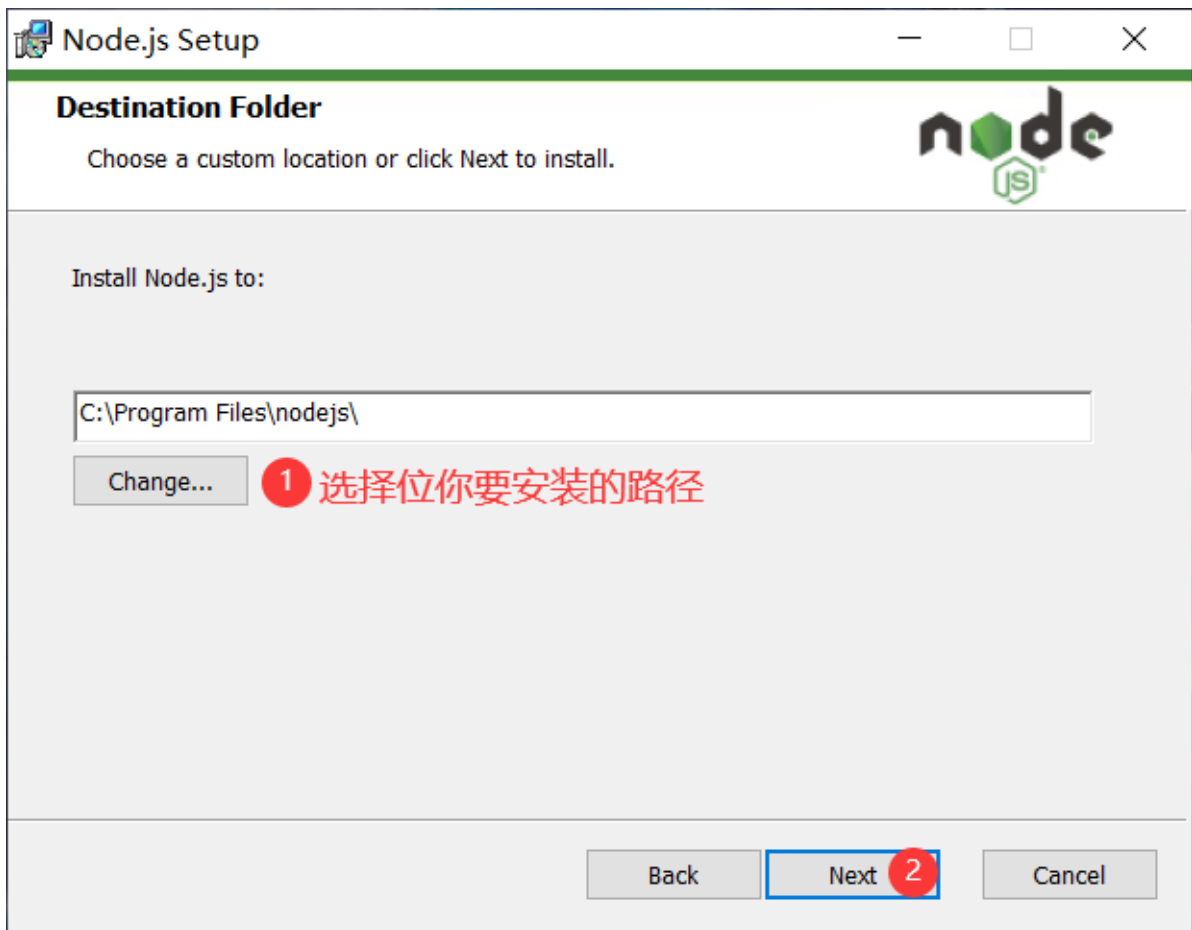 Node.js Setup
Destination Folder
Choose a custom location or click Next to install.
node
JS
Install Node.js to:
C:\Program Files\nodejs\
Change...
1 选择位你要安装的路径
Back
Next 2
Cancel